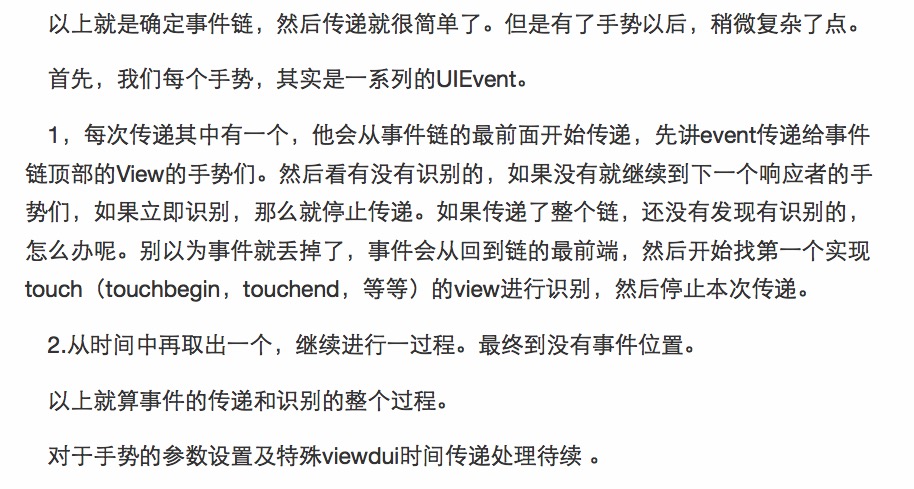 以上就是确定事件链，然后传递就很简单了。但是有了手势以后，稍微复杂了点。
首先，我们每个手势，其实是一系列的UIEvent。
1，每次传递其中有一个，他会从事件链的最前面开始传递，先讲event传递给事件
链顶部的View的手势们。然后看有没有识别的，如果没有就继续到下一个响应者的手
势们，如果立即识别，那么就停止传递。如果传递了整个链，还没有发现有识别的，
怎么办呢。别以为事件就丢掉了，事件会从回到链的最前端，然后开始找第一个实现
touch（touchbegin，touchend，等等）的view进行识别，然后停止本次传递。
2.从时间中再取出一个，继续进行一过程。最终到没有事件位置。
以上就算事件的传递和识别的整个过程。
对于手势的参数设置及特殊viewdui时间传递处理待续 。